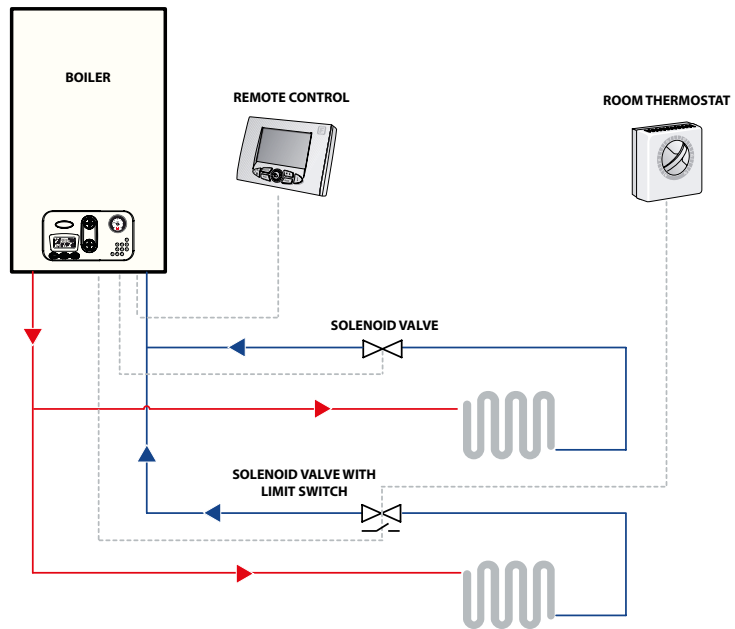 BOILER
REMOTE CONTROL
ROOM THERMOSTAT
SOLENOID VALVE
SOLENOID VALVE WITH
LIMIT SWITCH